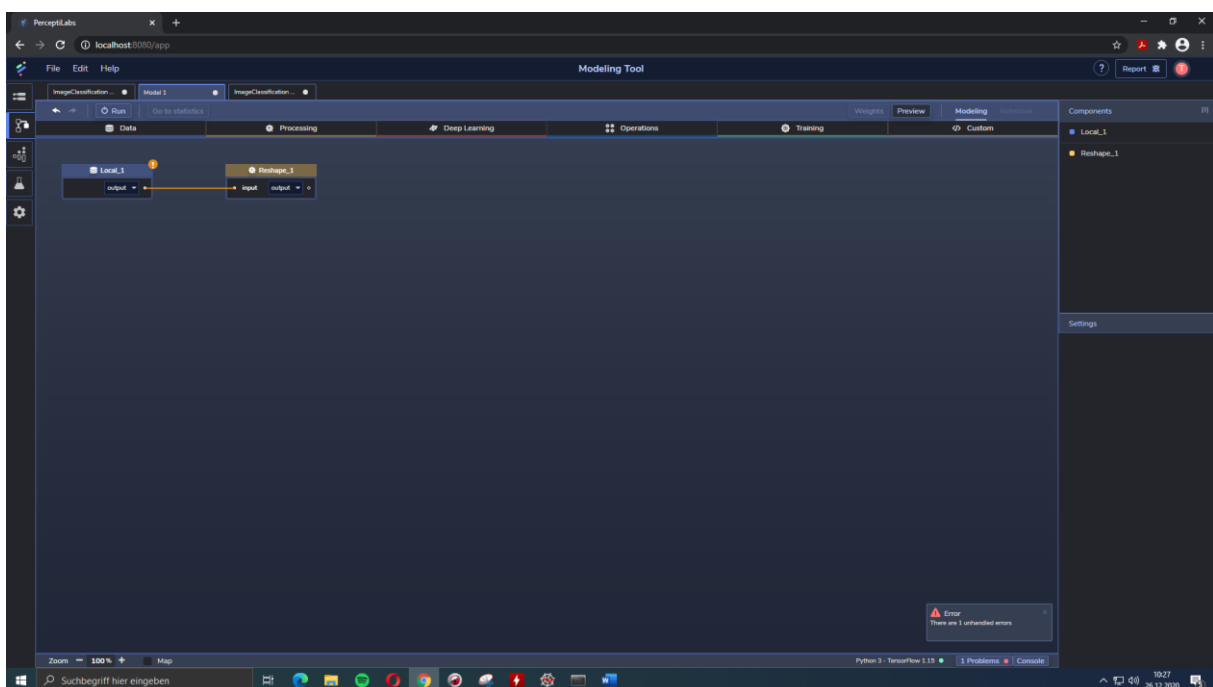 PerceptiLabs
localhost:8080/app
File Edit Help
Modeling Tool
? Report
ImageClassification ... Model 1 ImageClassification ...
Run Go to statistics
Weights Preview Modeling
Data Processing Deep Learning Operations Training Custom
Components
Local_1
Reshape_1
Local_1 !
output
Reshape_1
input output
Settings
Error
There are 1 unhandled errors
Zoom - 100% + Map
Python 3 - TensorFlow 1.15 1 Problems Console
Suchbegriff hier eingeben
10:27
26.12.2020